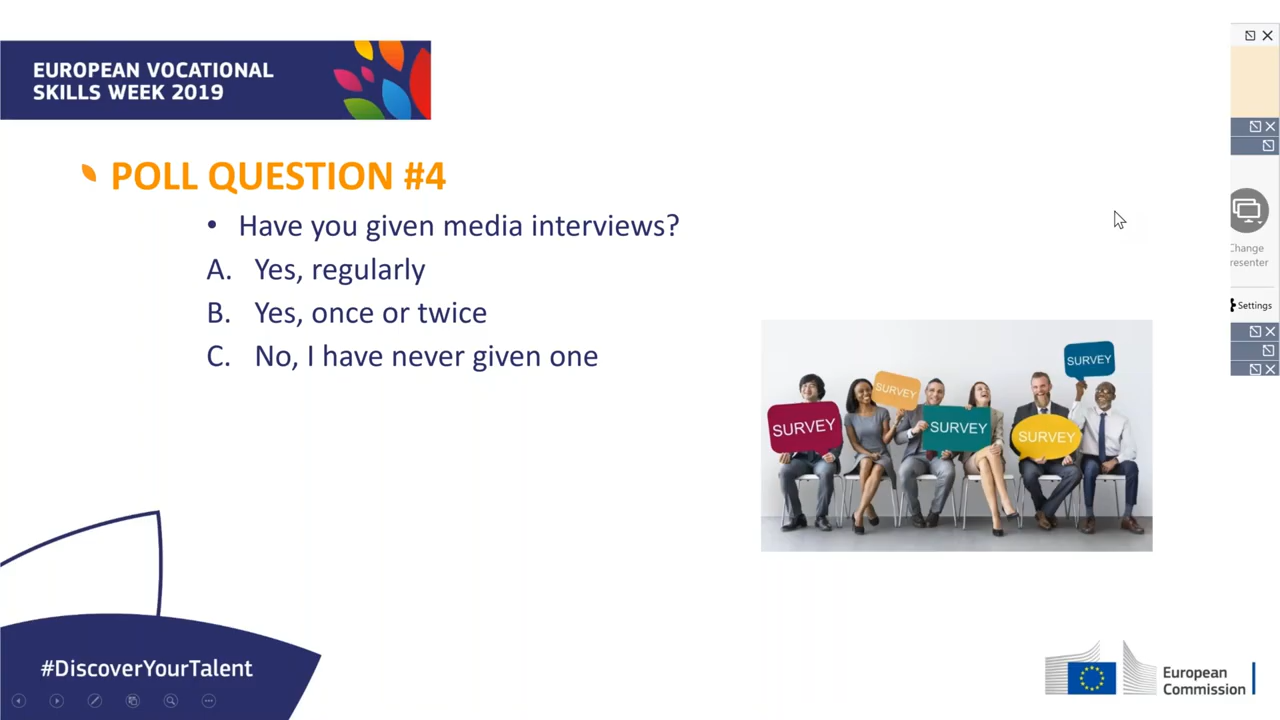 EUROPEAN VOCATIONAL
SKILLS WEEK 2019
POLL QUESTION #4
• Have you given media interviews?
A. Yes, regularly
B. Yes, once or twice
C. No, I have never given one
SURVEY
SURVEY
SURVEY
SURVEY
SURVEY
Change
resenter
Settings
#DiscoverYourTalent
European
Commission